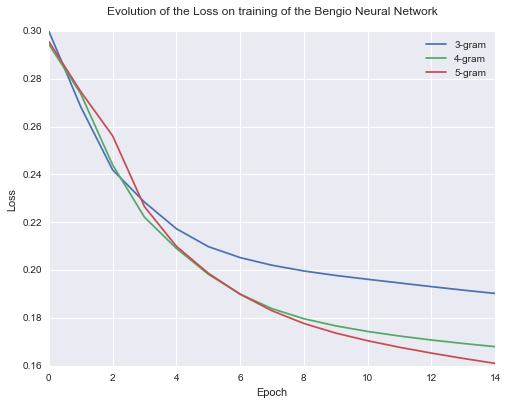 Evolution of the Loss on training of the Bengio Neural Network
0.30
0.28
0.26
0.24
0.22
0.20
0.18
0.16
Loss
3-gram
4-gram
5-gram
0 2 4 6 8 10 12 14
Epoch